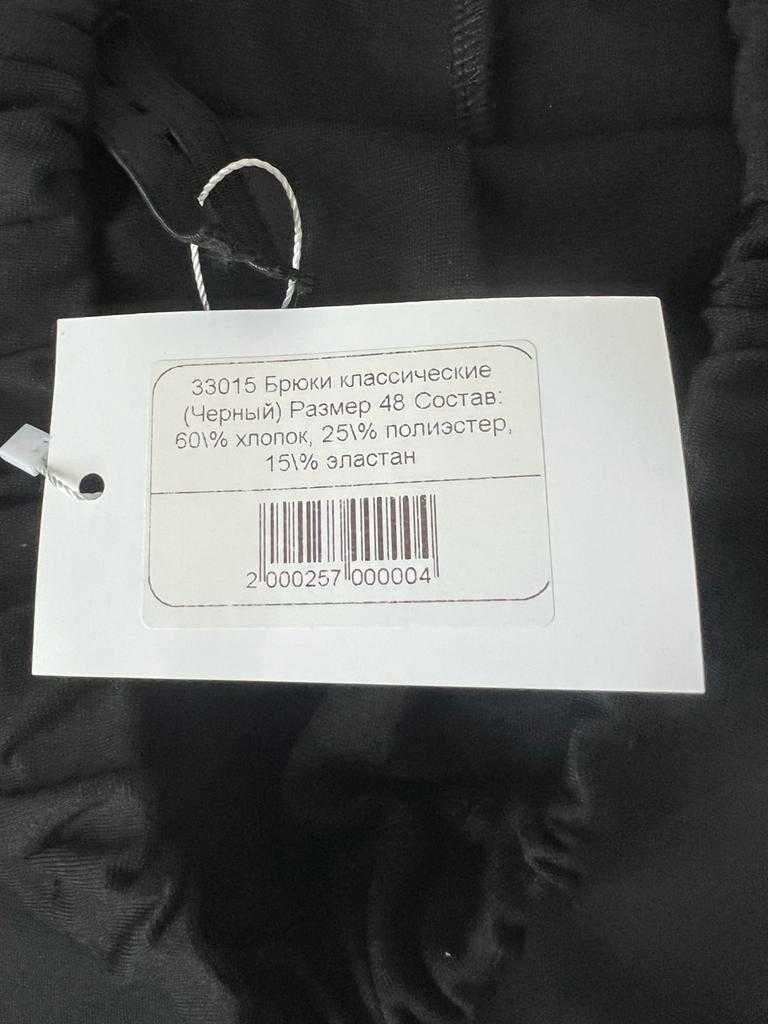 33015 Брюки классические
(Черный) Размер 48 Состав:
60\% хлопок, 25\% полиэстер,
15\% эластан
2 000257 000004